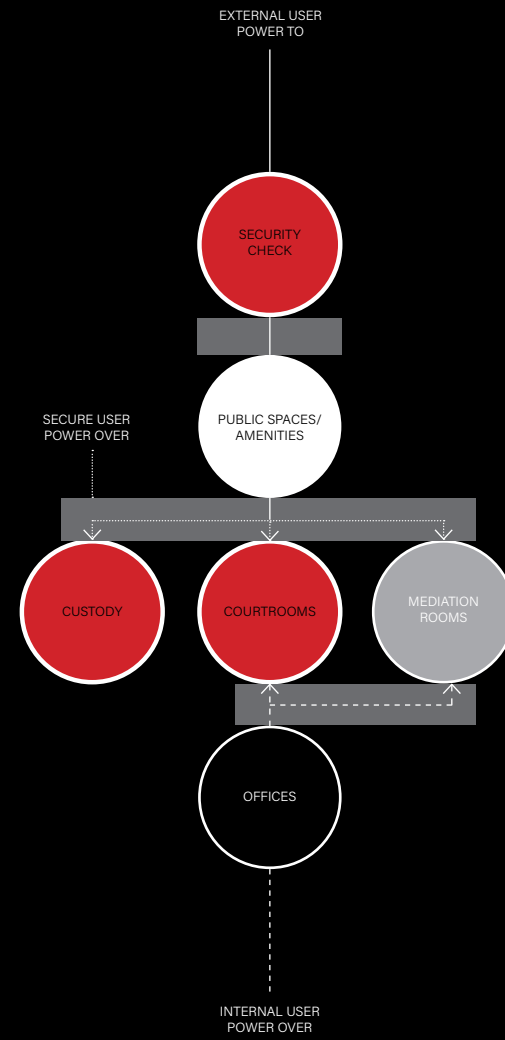 EXTERNAL USER
POWER TO
SECURITY
CHECK
PUBLIC SPACES/
AMENITIES
SECURE USER
POWER OVER
CUSTODY
COURTROOMS
MEDIATION
ROOMS
OFFICES
INTERNAL USER
POWER OVER